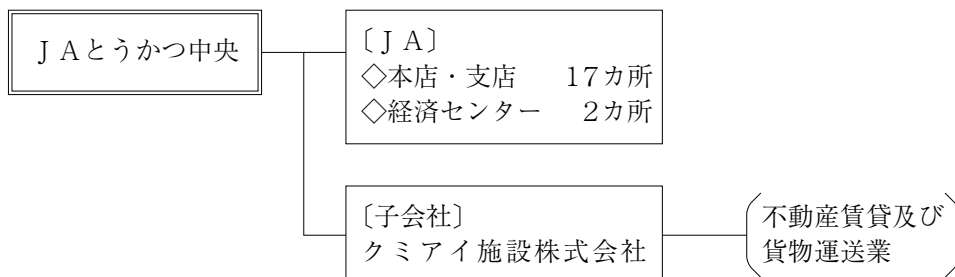 ＪＡとうかつ中央
〔ＪＡ〕
◇本店・支店　17カ所
◇経済センター　2カ所
〔子会社〕
クミアイ施設株式会社
不動産賃貸及び
貨物運送業